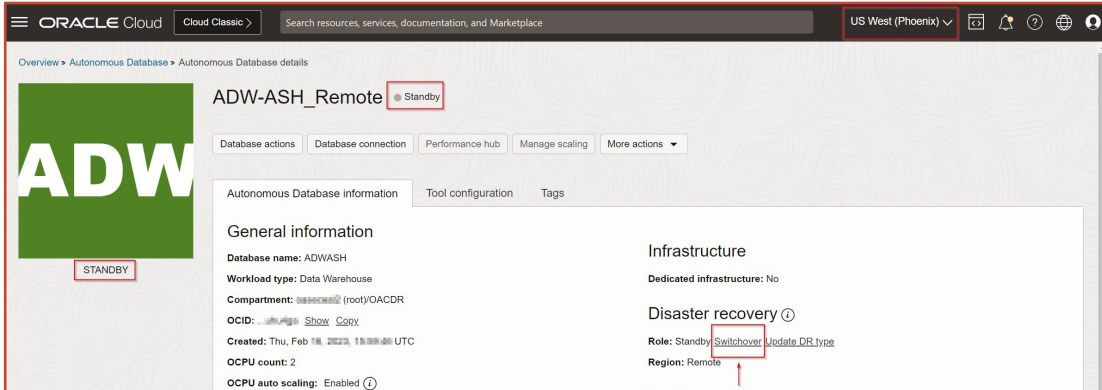 ORACLE Cloud
Cloud Classic >
Search resources, services, documentation, and Marketplace
US West (Phoenix)
Overview » Autonomous Database » Autonomous Database details
ADW
STANDBY
ADW-ASH_Remote
Standby
Database actions
Database connection
Performance hub
Manage scaling
More actions
Autonomous Database information
Tool configuration
Tags
General information
Database name: ADWASH
Workload type: Data Warehouse
Compartment: (root)/OACDR
OCID: Show Copy
Created: Thu, Feb UTC
OCPU count: 2
OCPU auto scaling: Enabled
Infrastructure
Dedicated infrastructure: No
Disaster recovery
Role: Standby Switchover Update DR type
Region: Remote